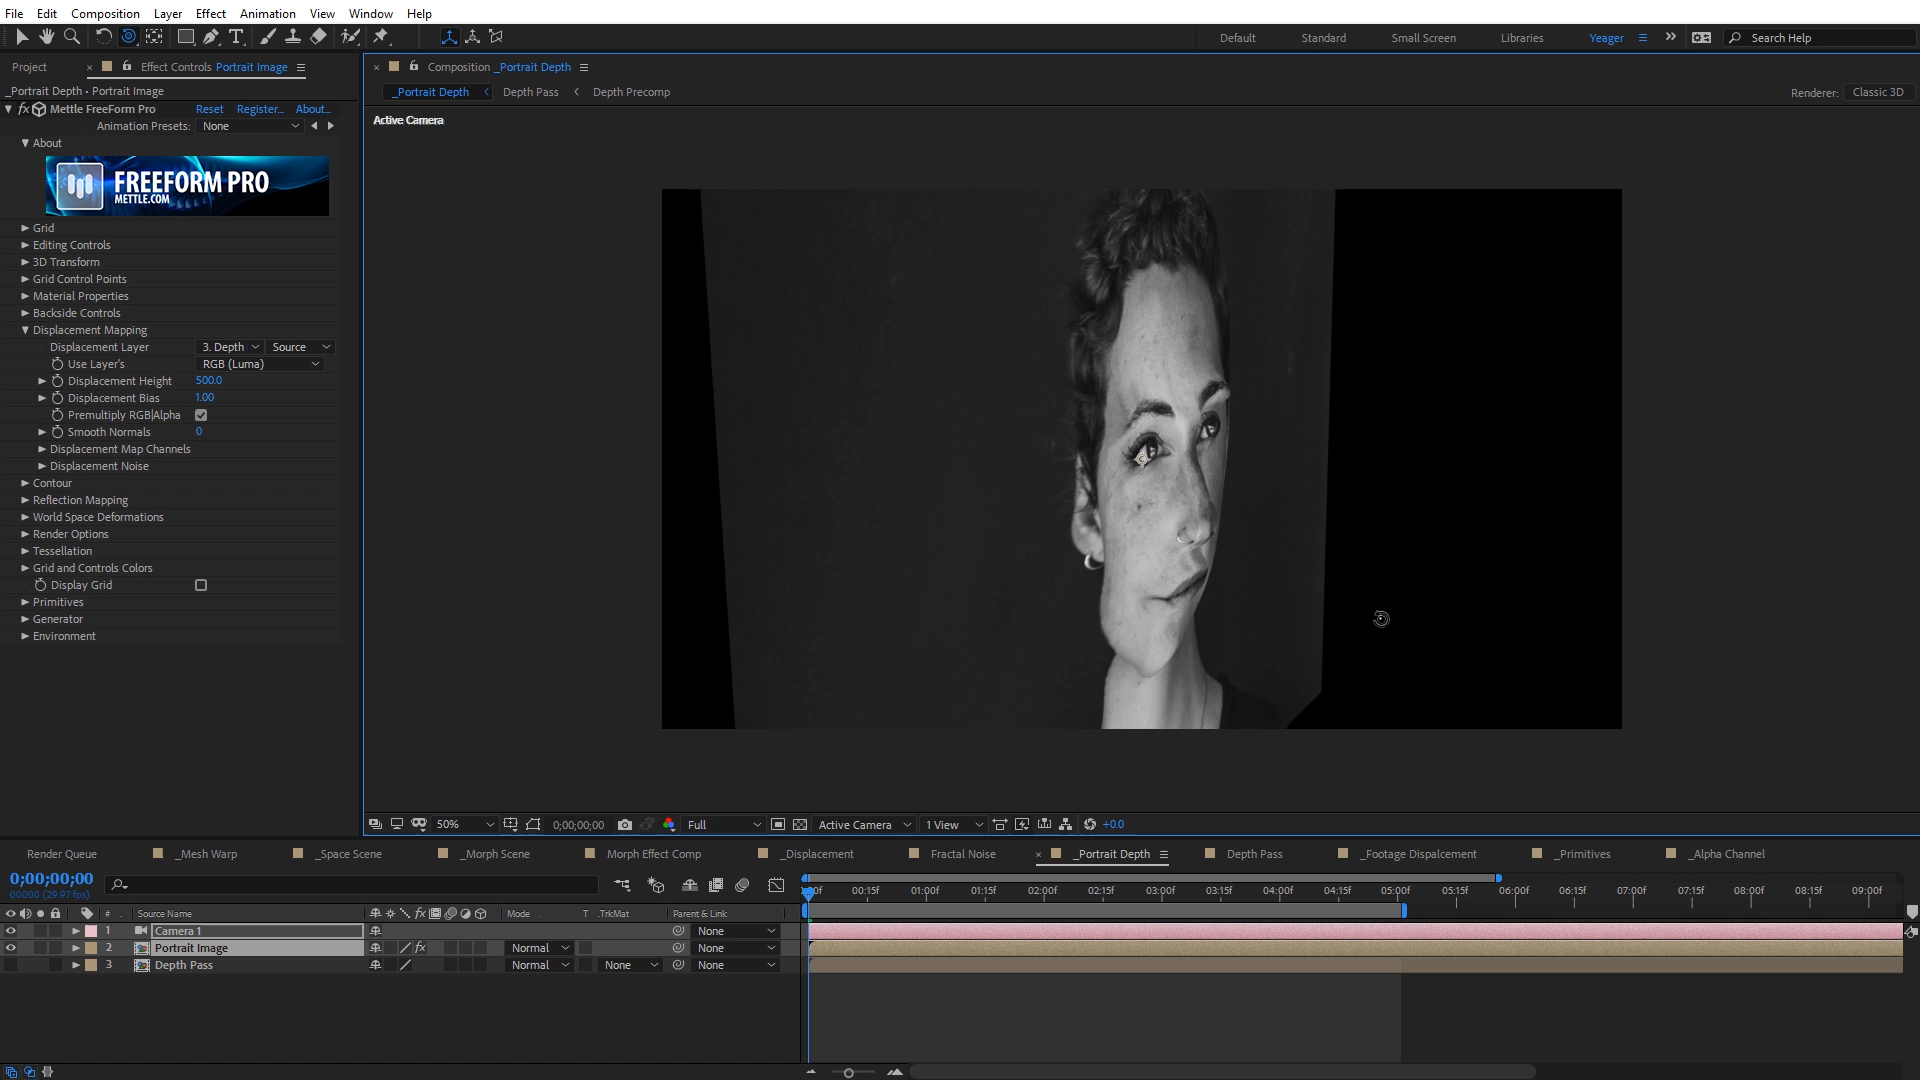 File Edit Composition Layer Effect Animation View Window Help
Default Standard Small Screen Libraries Yeager Search Help
Project Effect Controls Portrait Image
Composition _Portrait Depth
_Portrait Depth • Portrait Image
_Portrait Depth Depth Pass Depth Precomp
Renderer: Classic 3D
fx Mettle FreeForm Pro Reset Register... About...
Active Camera
Animation Presets: None
About
FREEFORM PRO
METTLE.COM
Grid
Editing Controls
3D Transform
Grid Control Points
Material Properties
Backside Controls
Displacement Mapping
Displacement Layer 3. Depth Source
Use Layer's RGB (Luma)
Displacement Height 500.0
Displacement Bias 1.00
Premultiply RGB|Alpha
Smooth Normals 0
Displacement Map Channels
Displacement Noise
Contour
Reflection Mapping
World Space Deformations
Render Options
Tessellation
Grid and Controls Colors
Display Grid
Primitives
Generator
Environment
50% 0;00;00;00 Full Active Camera 1 View +0.0
Render Queue _Mesh Warp _Space Scene _Morph Scene Morph Effect Comp _Displacement Fractal Noise _Portrait Depth Depth Pass _Footage Dispalcement _Primitives _Alpha Channel
0;00;00;00
00000 (29.97 fps)
00:15f 01:00f 01:15f 02:00f 02:15f 03:00f 03:15f 04:00f 04:15f 05:00f 05:15f 06:00f 06:15f 07:00f 07:15f 08:00f 08:15f 09:00f
# Source Name fx Mode T .TrkMat Parent & Link
1 Camera 1 None
2 Portrait Image fx Normal None
3 Depth Pass Normal None None